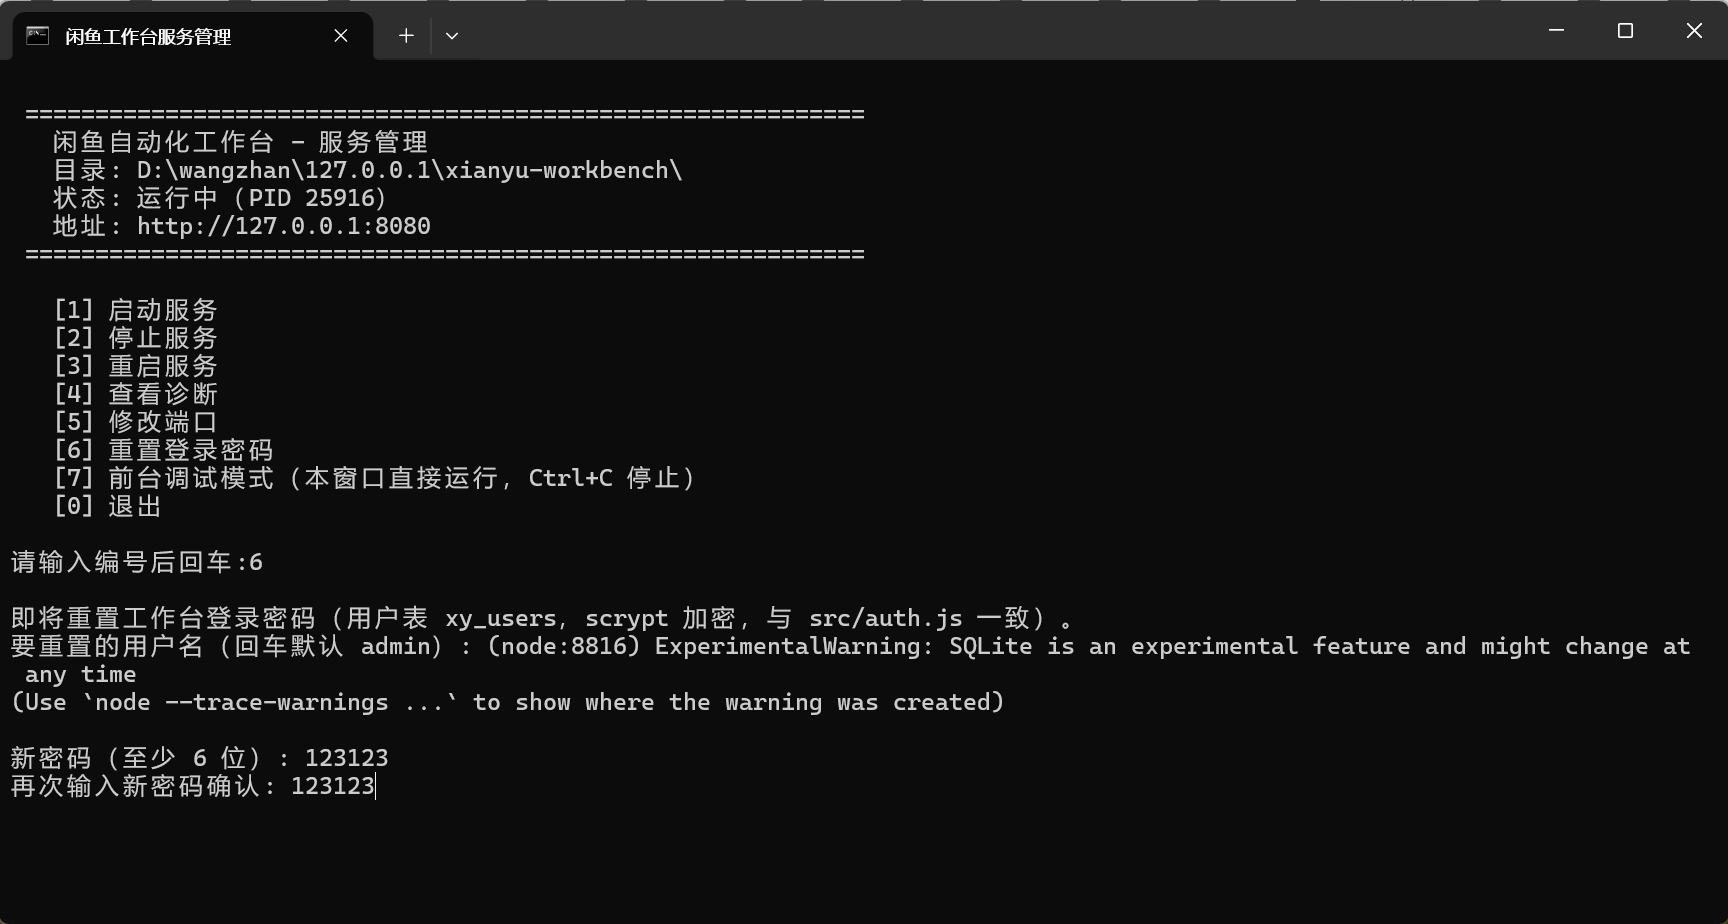 闲鱼工作台服务管理
============================================================
闲鱼自动化工作台 - 服务管理
目录: D:\wangzhan\127.0.0.1\xianyu-workbench\
状态: 运行中 (PID 25916)
地址: http://127.0.0.1:8080
============================================================
[1] 启动服务
[2] 停止服务
[3] 重启服务
[4] 查看诊断
[5] 修改端口
[6] 重置登录密码
[7] 前台调试模式（本窗口直接运行, Ctrl+C 停止）
[0] 退出
请输入编号后回车:6
即将重置工作台登录密码（用户表 xy_users, scrypt 加密, 与 src/auth.js 一致）。
要重置的用户名（回车默认 admin）: (node:8816) ExperimentalWarning: SQLite is an experimental feature and might change at
any time
(Use `node --trace-warnings ...` to show where the warning was created)
新密码（至少 6 位）: 123123
再次输入新密码确认: 123123